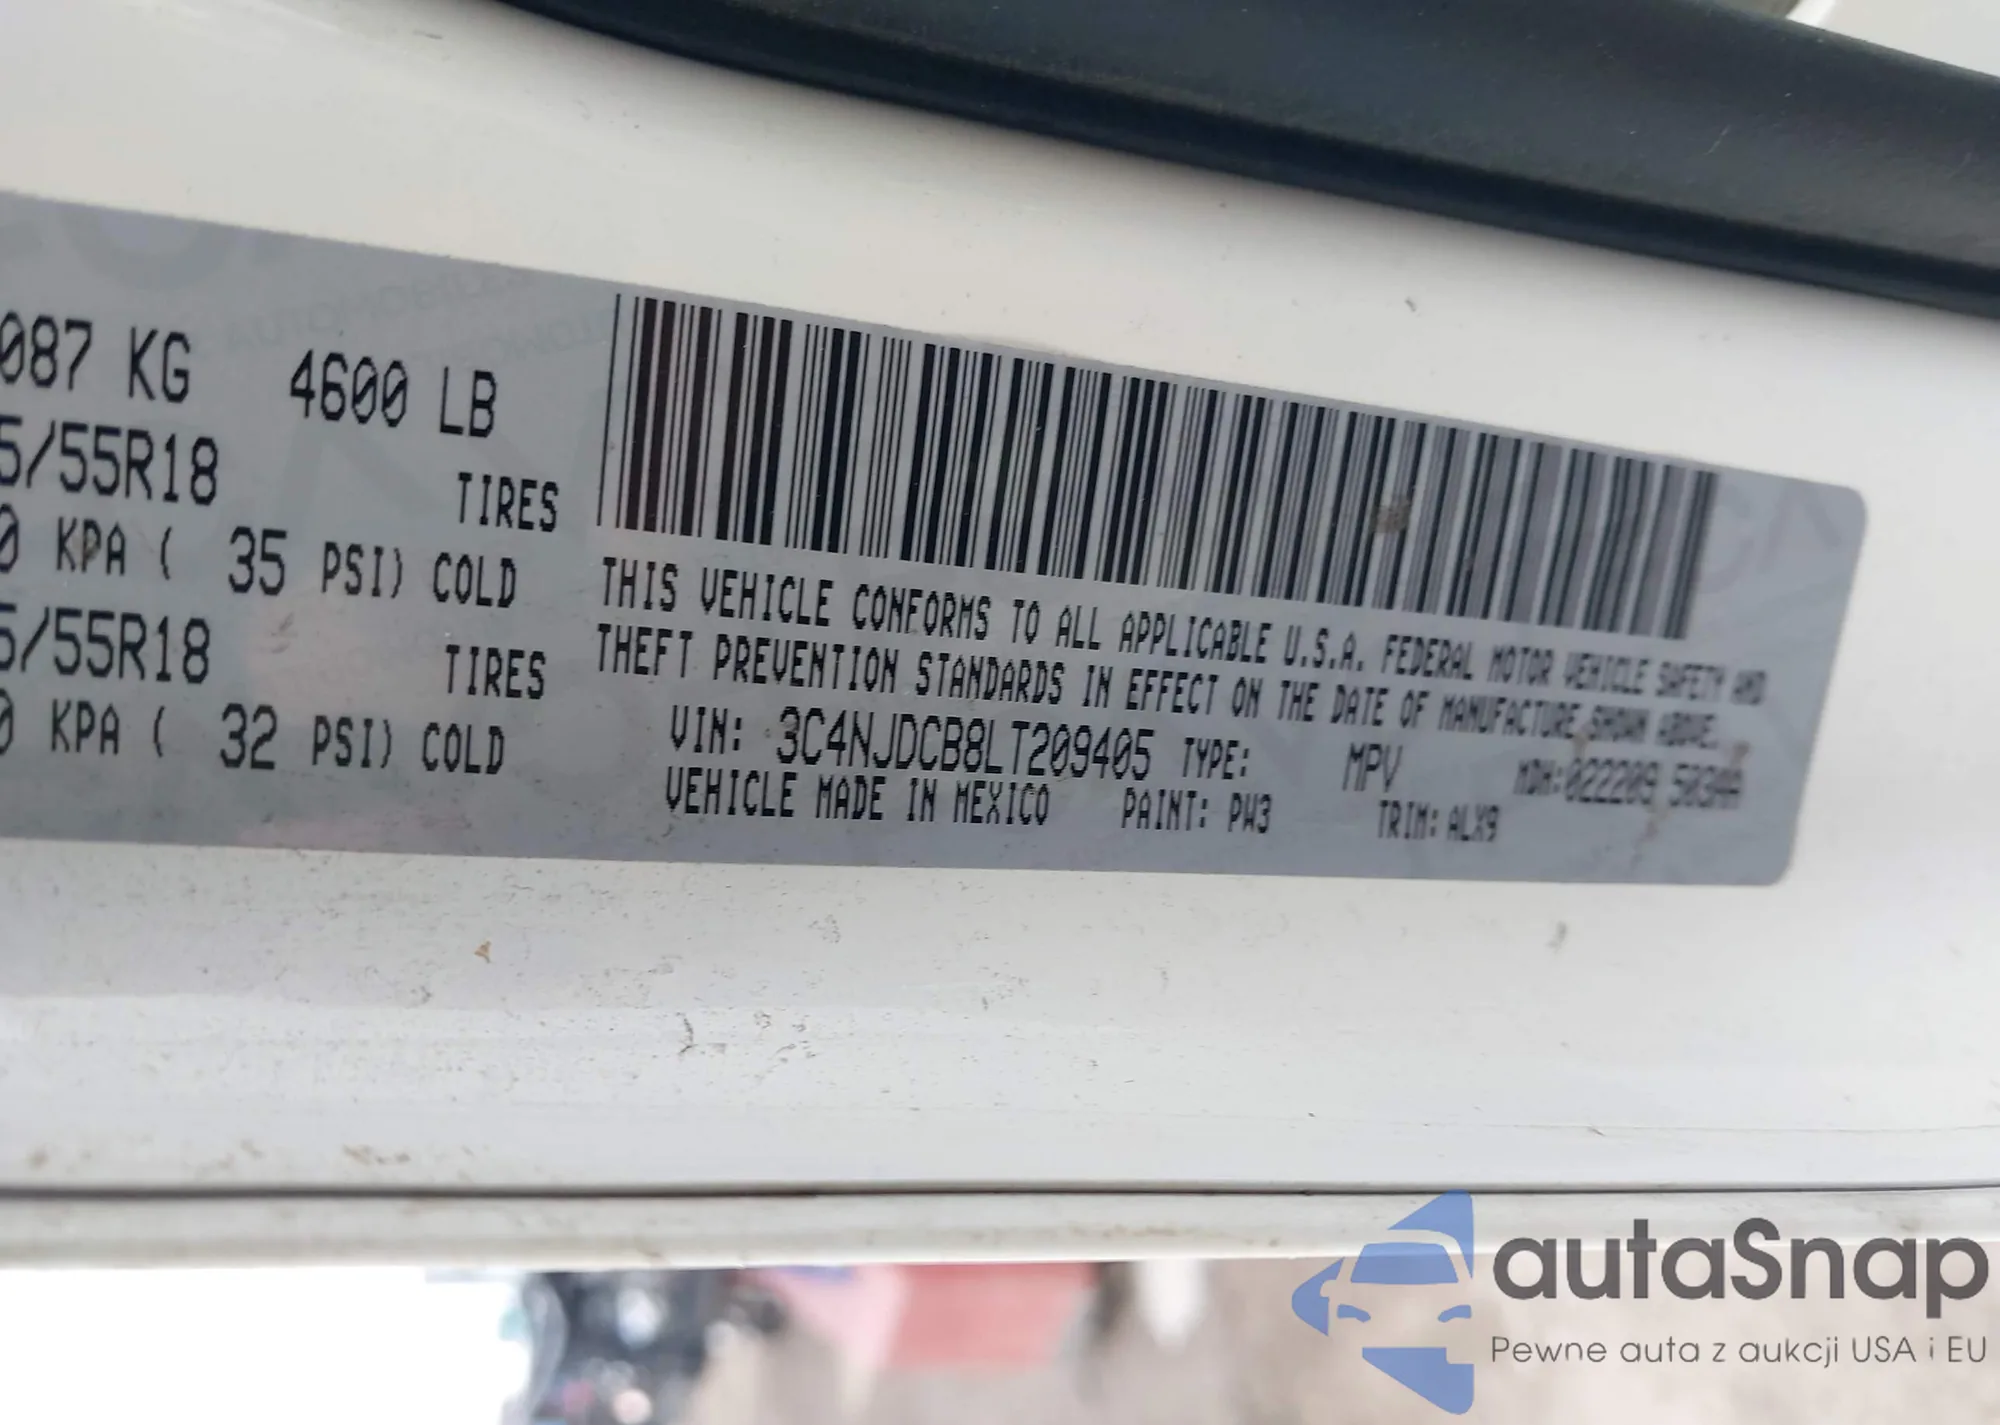 087 KG 4600 LB
5/55R18 TIRES
0 KPA ( 35 PSI) COLD
5/55R18 TIRES
0 KPA ( 32 PSI) COLD
THIS VEHICLE CONFORMS TO ALL APPLICABLE U.S.A. FEDERAL MOTOR VEHICLE SAFETY AND
THEFT PREVENTION STANDARDS IN EFFECT ON THE DATE OF MANUFACTURE SHOWN ABOVE.
VIN: 3C4NJDCB8LT209405 TYPE: MPV MDH:022209 503AA
VEHICLE MADE IN MEXICO PAINT: PW3 TRIM: ALX9
autaSnap
Pewne auta z aukcji USA i EU